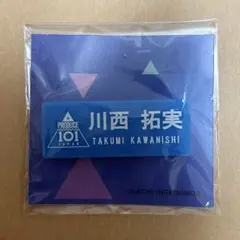 PRODUCE
101
JAPAN
川西 拓実
TAKUMI KAWANISHI